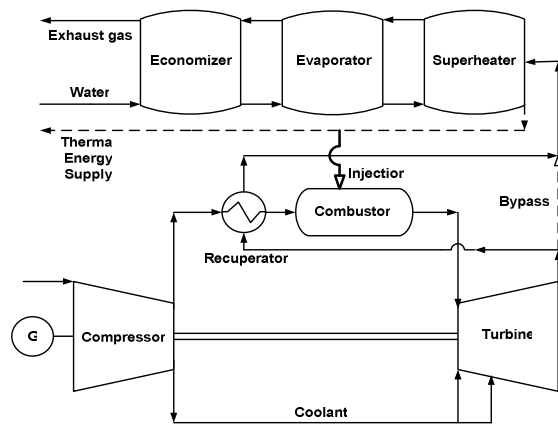 Economizer
Evaporator
Superheater
Exhaust gas
Water
Therma
Energy
Supply
Injectior
Bypass
Combustor
Recuperator
G
Compressor
Turbine
Coolant